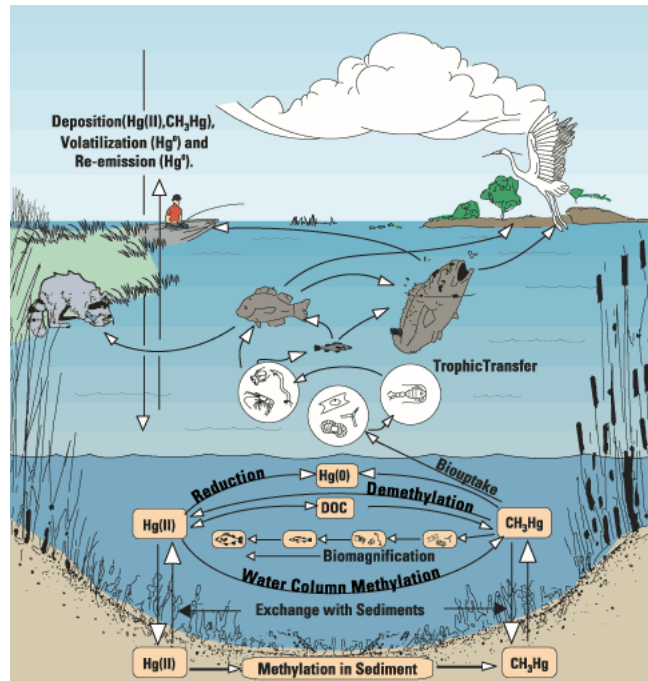 Deposition(Hg(II),CH₃Hg),
Volatilization (Hg⁰) and
Re-emission (Hg⁰).
TrophicTransfer
Biouptake
Reduction
Hg(0)
Demethylation
DOC
Hg(II)
CH₃Hg
Biomagnification
Water Column Methylation
Exchange with Sediments
Hg(II)
Methylation in Sediment
CH₃Hg